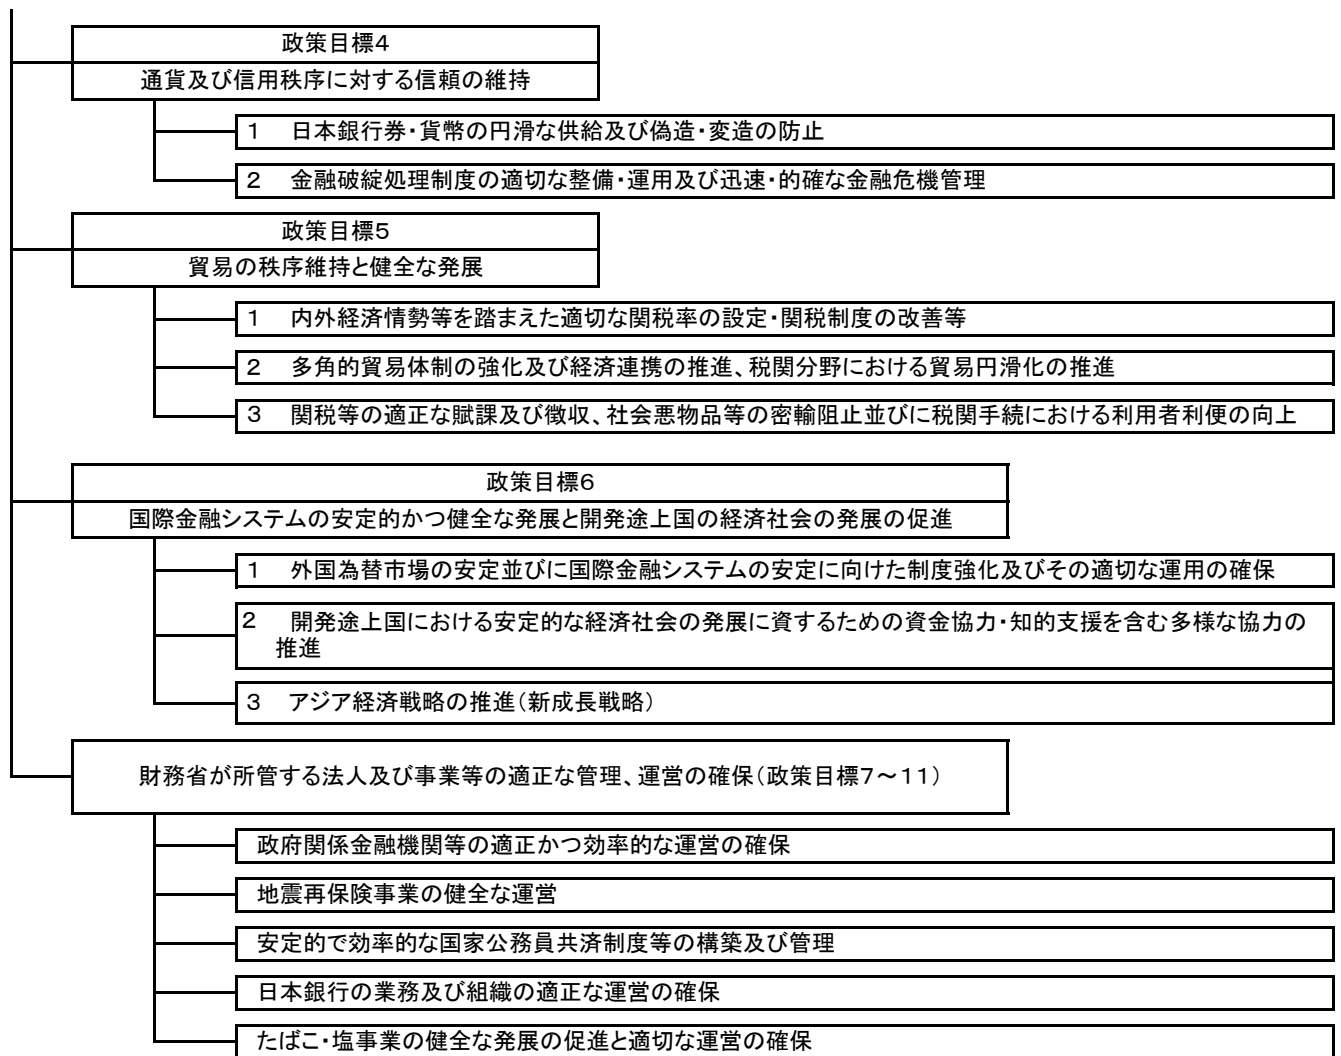 政策目標4
通貨及び信用秩序に対する信頼の維持
1 日本銀行券・貨幣の円滑な供給及び偽造・変造の防止
2 金融破綻処理制度の適切な整備・運用及び迅速・的確な金融危機管理
政策目標5
貿易の秩序維持と健全な発展
1 内外経済情勢等を踏まえた適切な関税率の設定・関税制度の改善等
2 多角的貿易体制の強化及び経済連携の推進、税関分野における貿易円滑化の推進
3 関税等の適正な賦課及び徴収、社会悪物品等の密輸阻止並びに税関手続における利用者利便の向上
政策目標6
国際金融システムの安定的かつ健全な発展と開発途上国の経済社会の発展の促進
1 外国為替市場の安定並びに国際金融システムの安定に向けた制度強化及びその適切な運用の確保
2 開発途上国における安定的な経済社会の発展に資するための資金協力・知的支援を含む多様な協力の
推進
3 アジア経済戦略の推進(新成長戦略)
財務省が所管する法人及び事業等の適正な管理、運営の確保(政策目標7~11)
政府関係金融機関等の適正かつ効率的な運営の確保
地震再保険事業の健全な運営
安定的で効率的な国家公務員共済制度等の構築及び管理
日本銀行の業務及び組織の適正な運営の確保
たばこ・塩事業の健全な発展の促進と適切な運営の確保